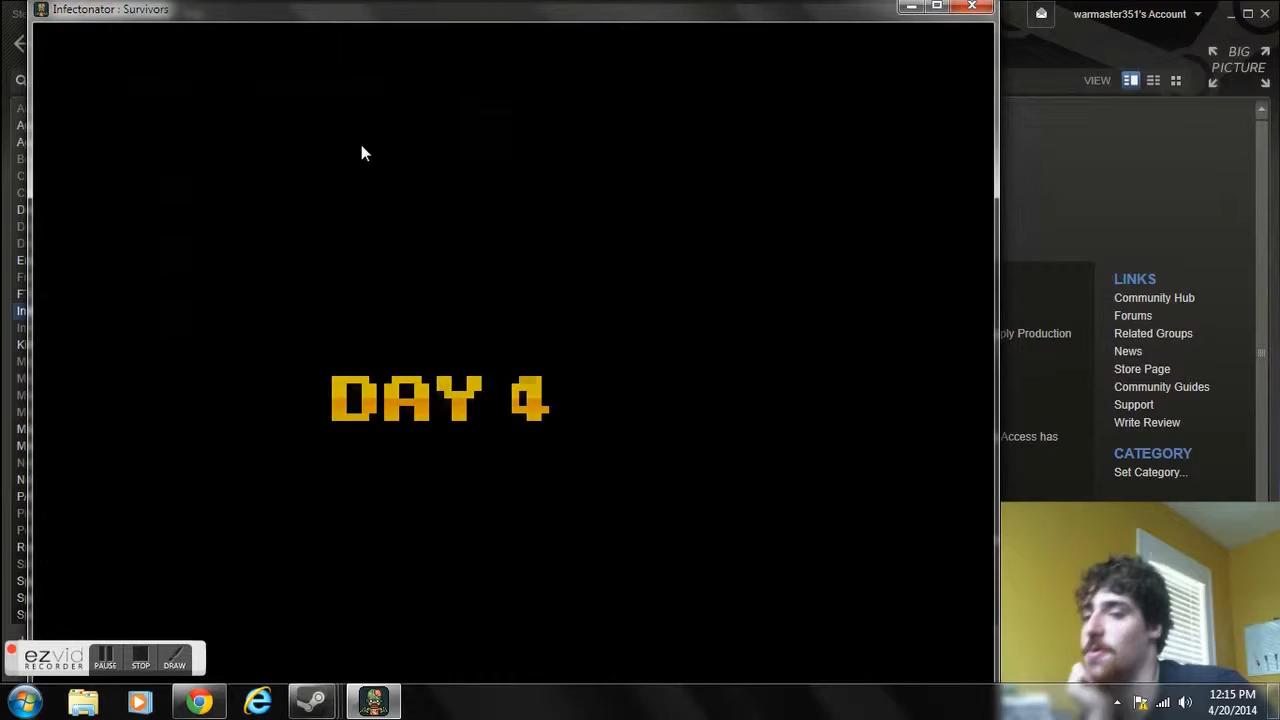 Infectonator : Survivors
warmaster351's Account
BIG
PICTURE
VIEW
LINKS
Community Hub
Forums
Related Groups
News
Store Page
Community Guides
Support
Write Review
CATEGORY
Set Category...
ply Production
Access has
DAY 4
ezvid
RECORDER
PAUSE
STOP
DRAW
12:15 PM
4/20/2014